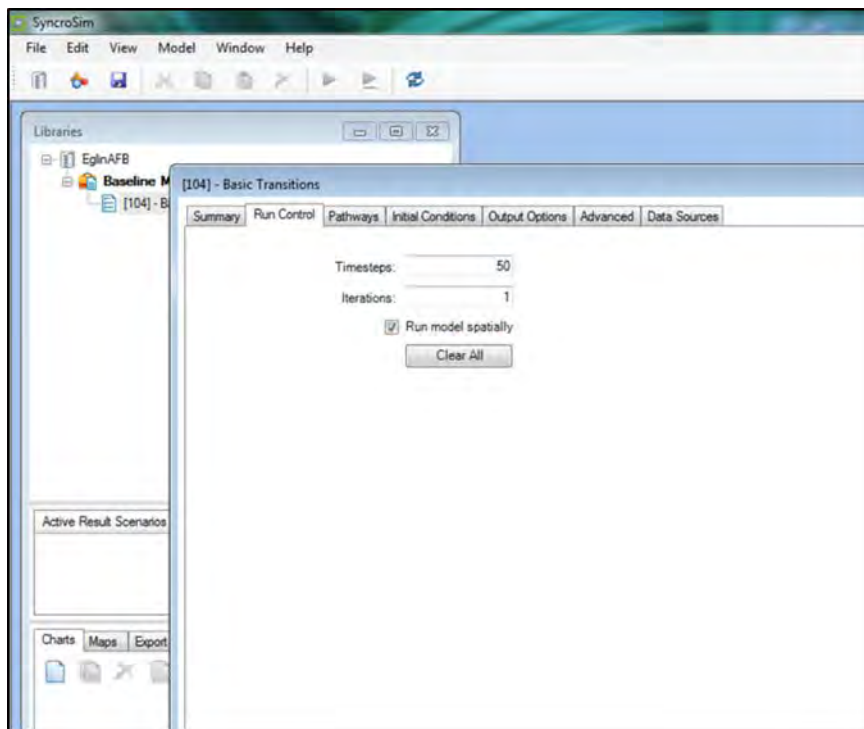 SyncroSim
File Edit View Model Window Help
Libraries
EglnAFB
Baseline M
[104] - B
[104] - Basic Transitions
Summary Run Control Pathways Initial Conditions Output Options Advanced Data Sources
Timesteps: 50
Iterations: 1
Run model spatially
Clear All
Active Result Scenarios
Charts Maps Export